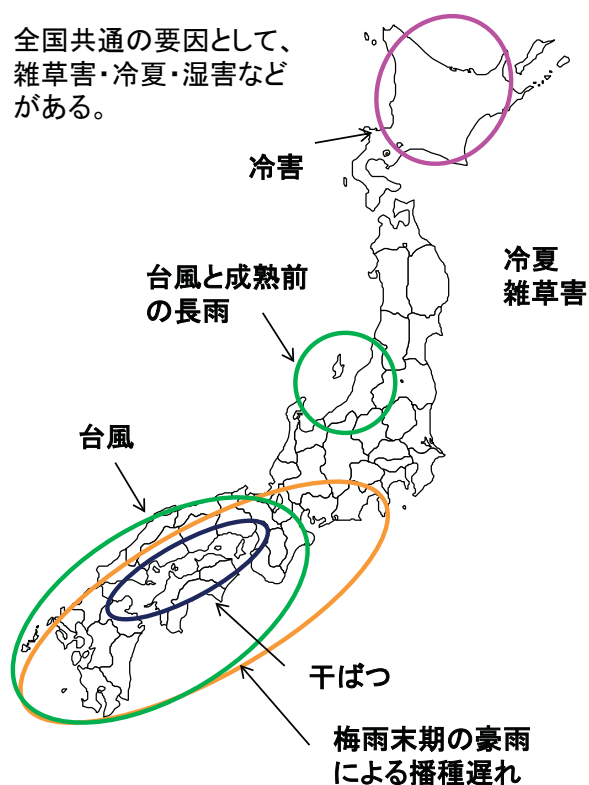 全国共通の要因として、
雑草害・冷夏・湿害など
がある。
冷害
冷夏
雑草害
台風と成熟前
の長雨
台風
干ばつ
梅雨末期の豪雨
による播種遅れ